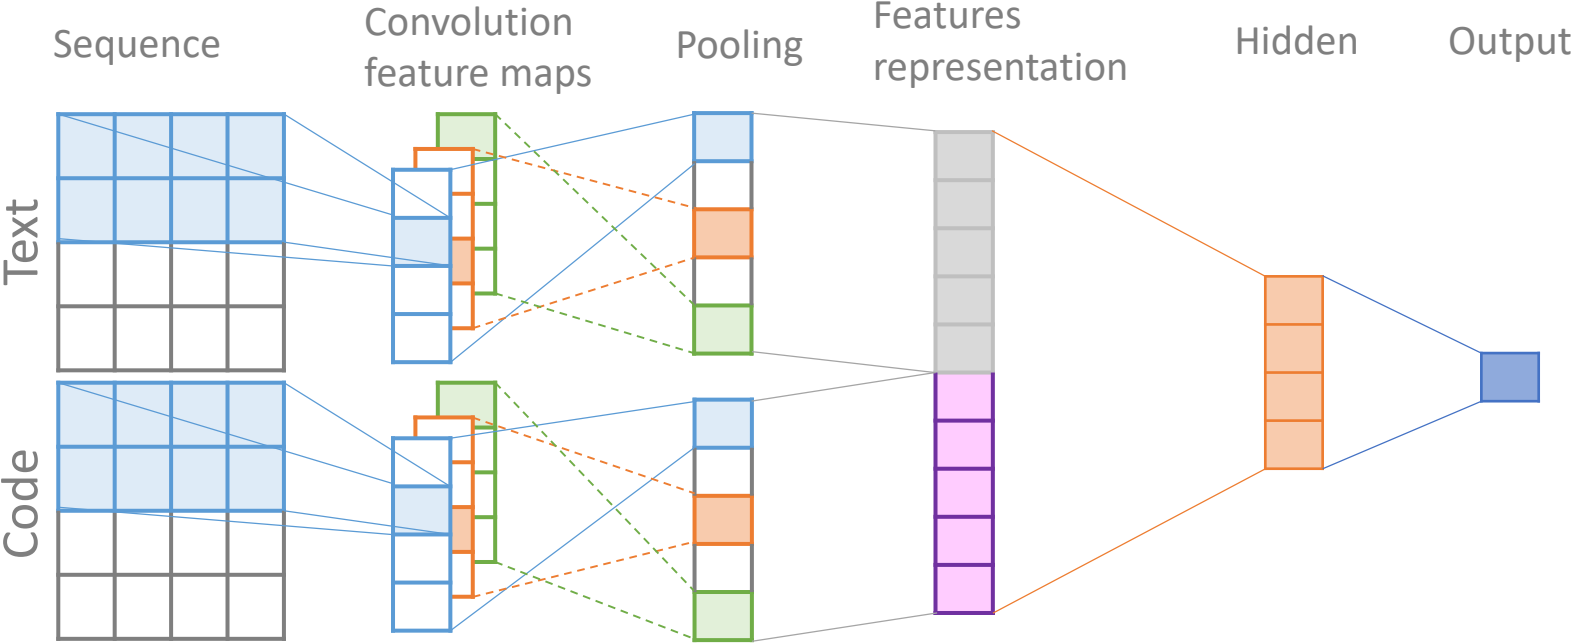 Sequence
Convolution
feature maps
Pooling
Features
representation
Hidden
Output
Text
Code